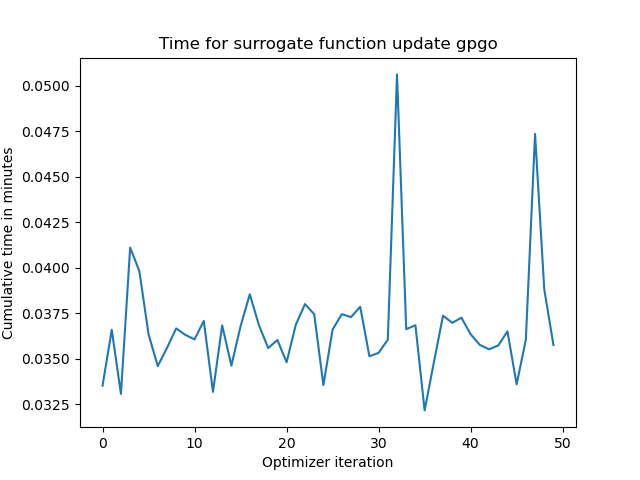 Time for surrogate function update gpgo
0.0500
0.0475
0.0450
0.0425
0.0400
0.0375
0.0350
0.0325
Cumulative time in minutes
0 10 20 30 40 50
Optimizer iteration